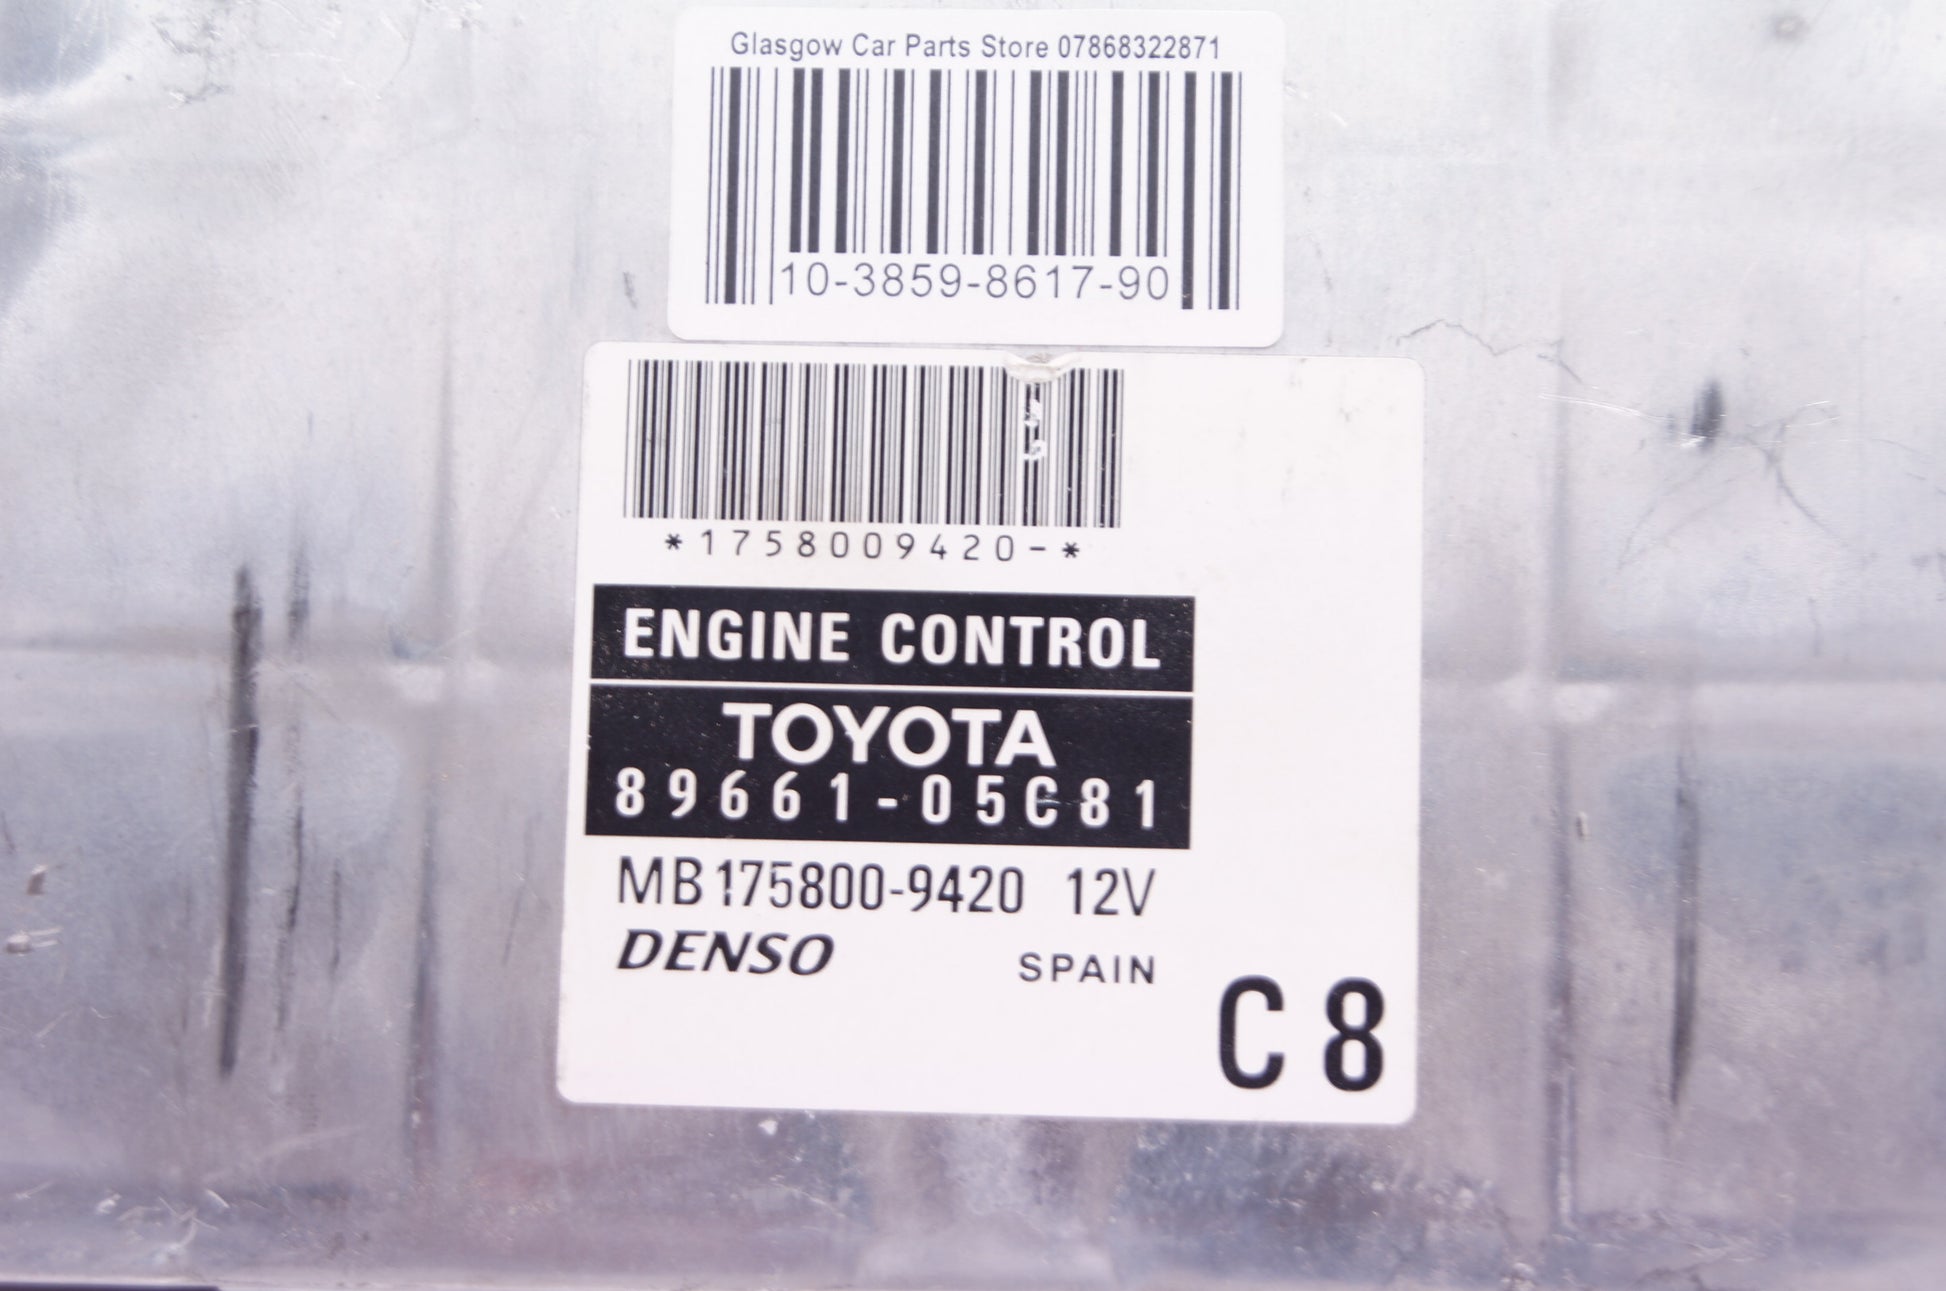 Glasgow Car Parts Store 07868322871
10-3859-8617-90
*1758009420-*
ENGINE CONTROL
TOYOTA
89661-05C81
MB175800-9420 12V
DENSO SPAIN
C8